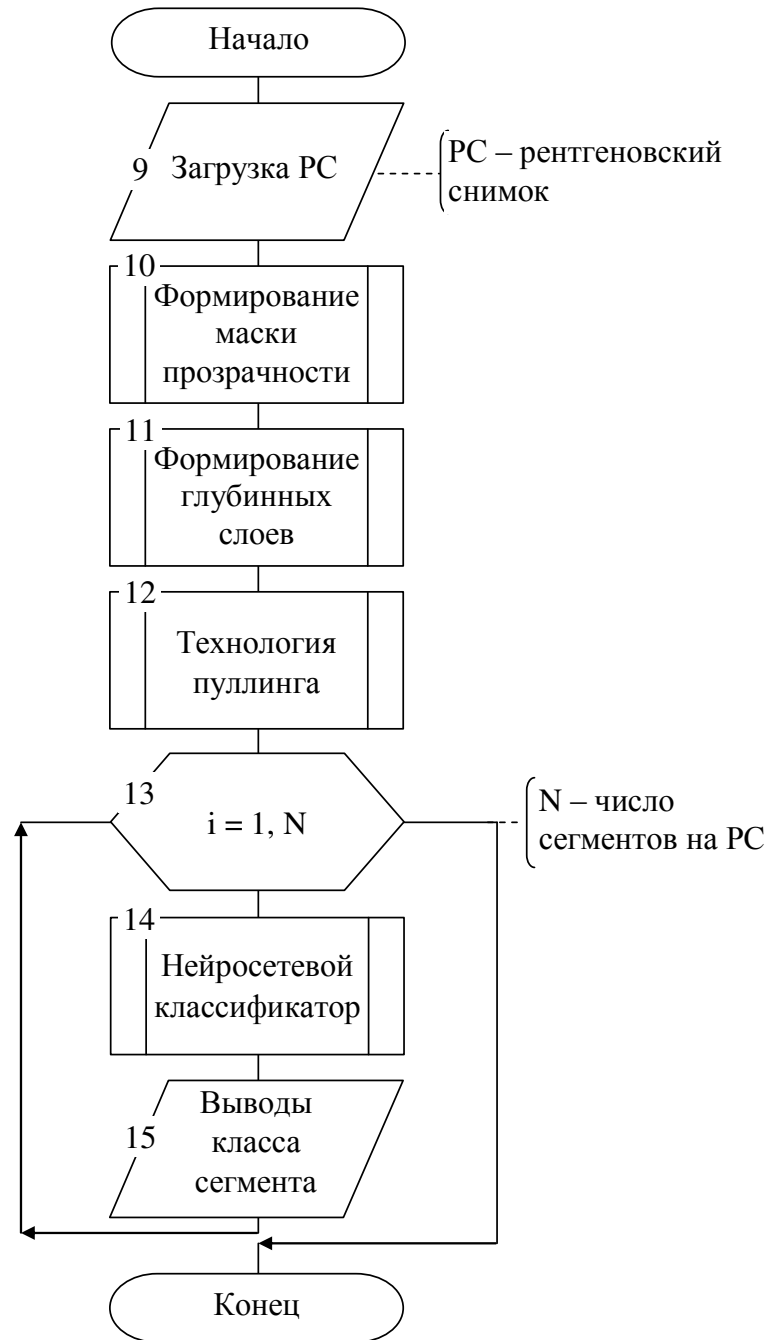 Начало
9 Загрузка РС
РС – рентгеновский
снимок
10
Формирование
маски
прозрачности
11
Формирование
глубинных
слоев
12
Технология
пуллинга
13
i = 1, N
N – число
сегментов на РС
14
Нейросетевой
классификатор
Выводы
15 класса
сегмента
Конец